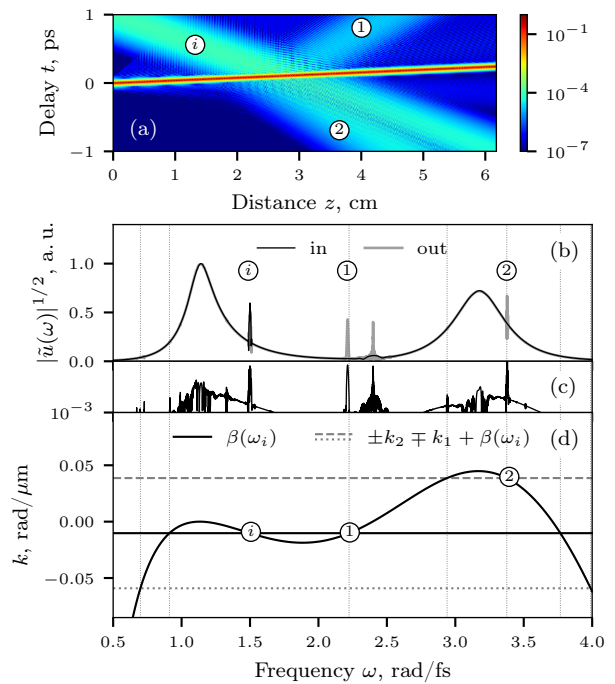 1
0
−1
Delay t, ps
i
1
2
(a)
10⁻¹
10⁻⁴
10⁻⁷
0 1 2 3 4 5 6
Distance z, cm
|ũ(ω)|^{1/2}, a. u.
1.0
0.5
0.0
in out
i
1
2
(b)
10⁻³
(c)
β(ω_i) ±k₂ ∓ k₁ + β(ω_i)
(d)
k, rad/μm
0.05
0.00
−0.05
i
1
2
0.5 1.0 1.5 2.0 2.5 3.0 3.5 4.0
Frequency ω, rad/fs